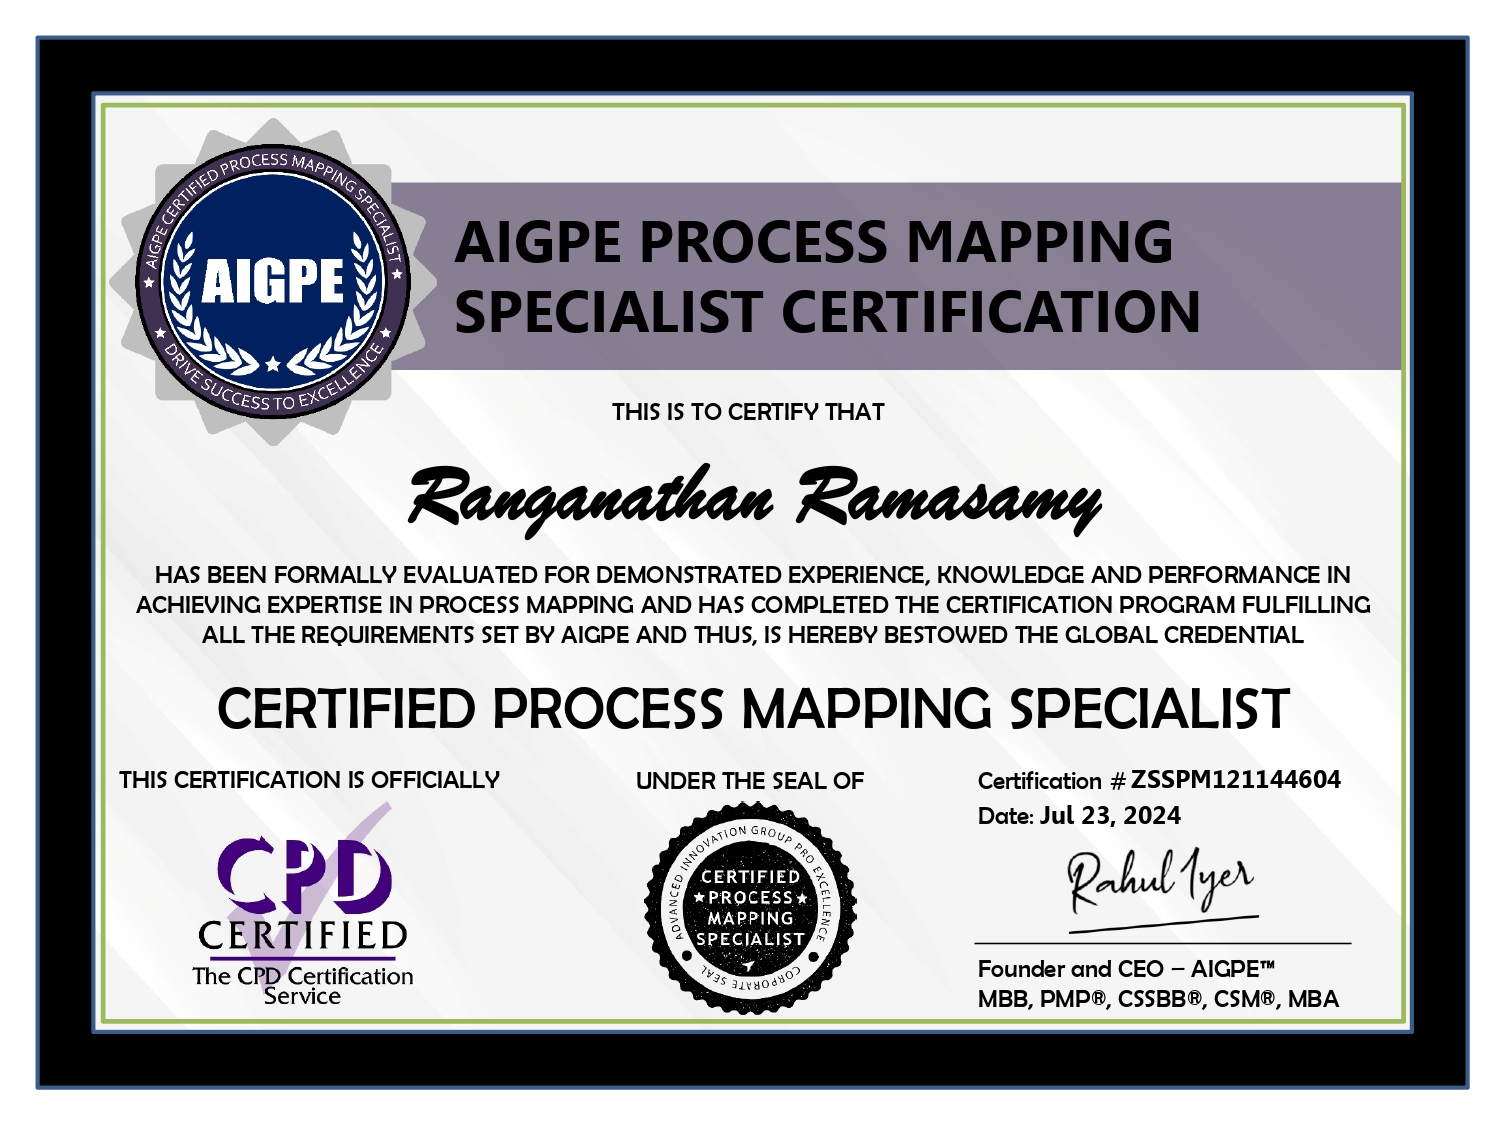 AIGPE CERTIFIED PROCESS MAPPING SPECIALIST
AIGPE
DRIVE SUCCESS TO EXCELLENCE
AIGPE PROCESS MAPPING
SPECIALIST CERTIFICATION
THIS IS TO CERTIFY THAT
Ranganathan Ramasamy
HAS BEEN FORMALLY EVALUATED FOR DEMONSTRATED EXPERIENCE, KNOWLEDGE AND PERFORMANCE IN
ACHIEVING EXPERTISE IN PROCESS MAPPING AND HAS COMPLETED THE CERTIFICATION PROGRAM FULFILLING
ALL THE REQUIREMENTS SET BY AIGPE AND THUS, IS HEREBY BESTOWED THE GLOBAL CREDENTIAL
CERTIFIED PROCESS MAPPING SPECIALIST
THIS CERTIFICATION IS OFFICIALLY
CPD
CERTIFIED
The CPD Certification
Service
UNDER THE SEAL OF
ADVANCED INNOVATION GROUP PRO EXCELLENCE
CERTIFIED
PROCESS
MAPPING
SPECIALIST
CORPORATE SEAL
Certification # ZSSPM121144604
Date: Jul 23, 2024
Rahul Iyer
Founder and CEO – AIGPE™
MBB, PMP®, CSSBB®, CSM®, MBA